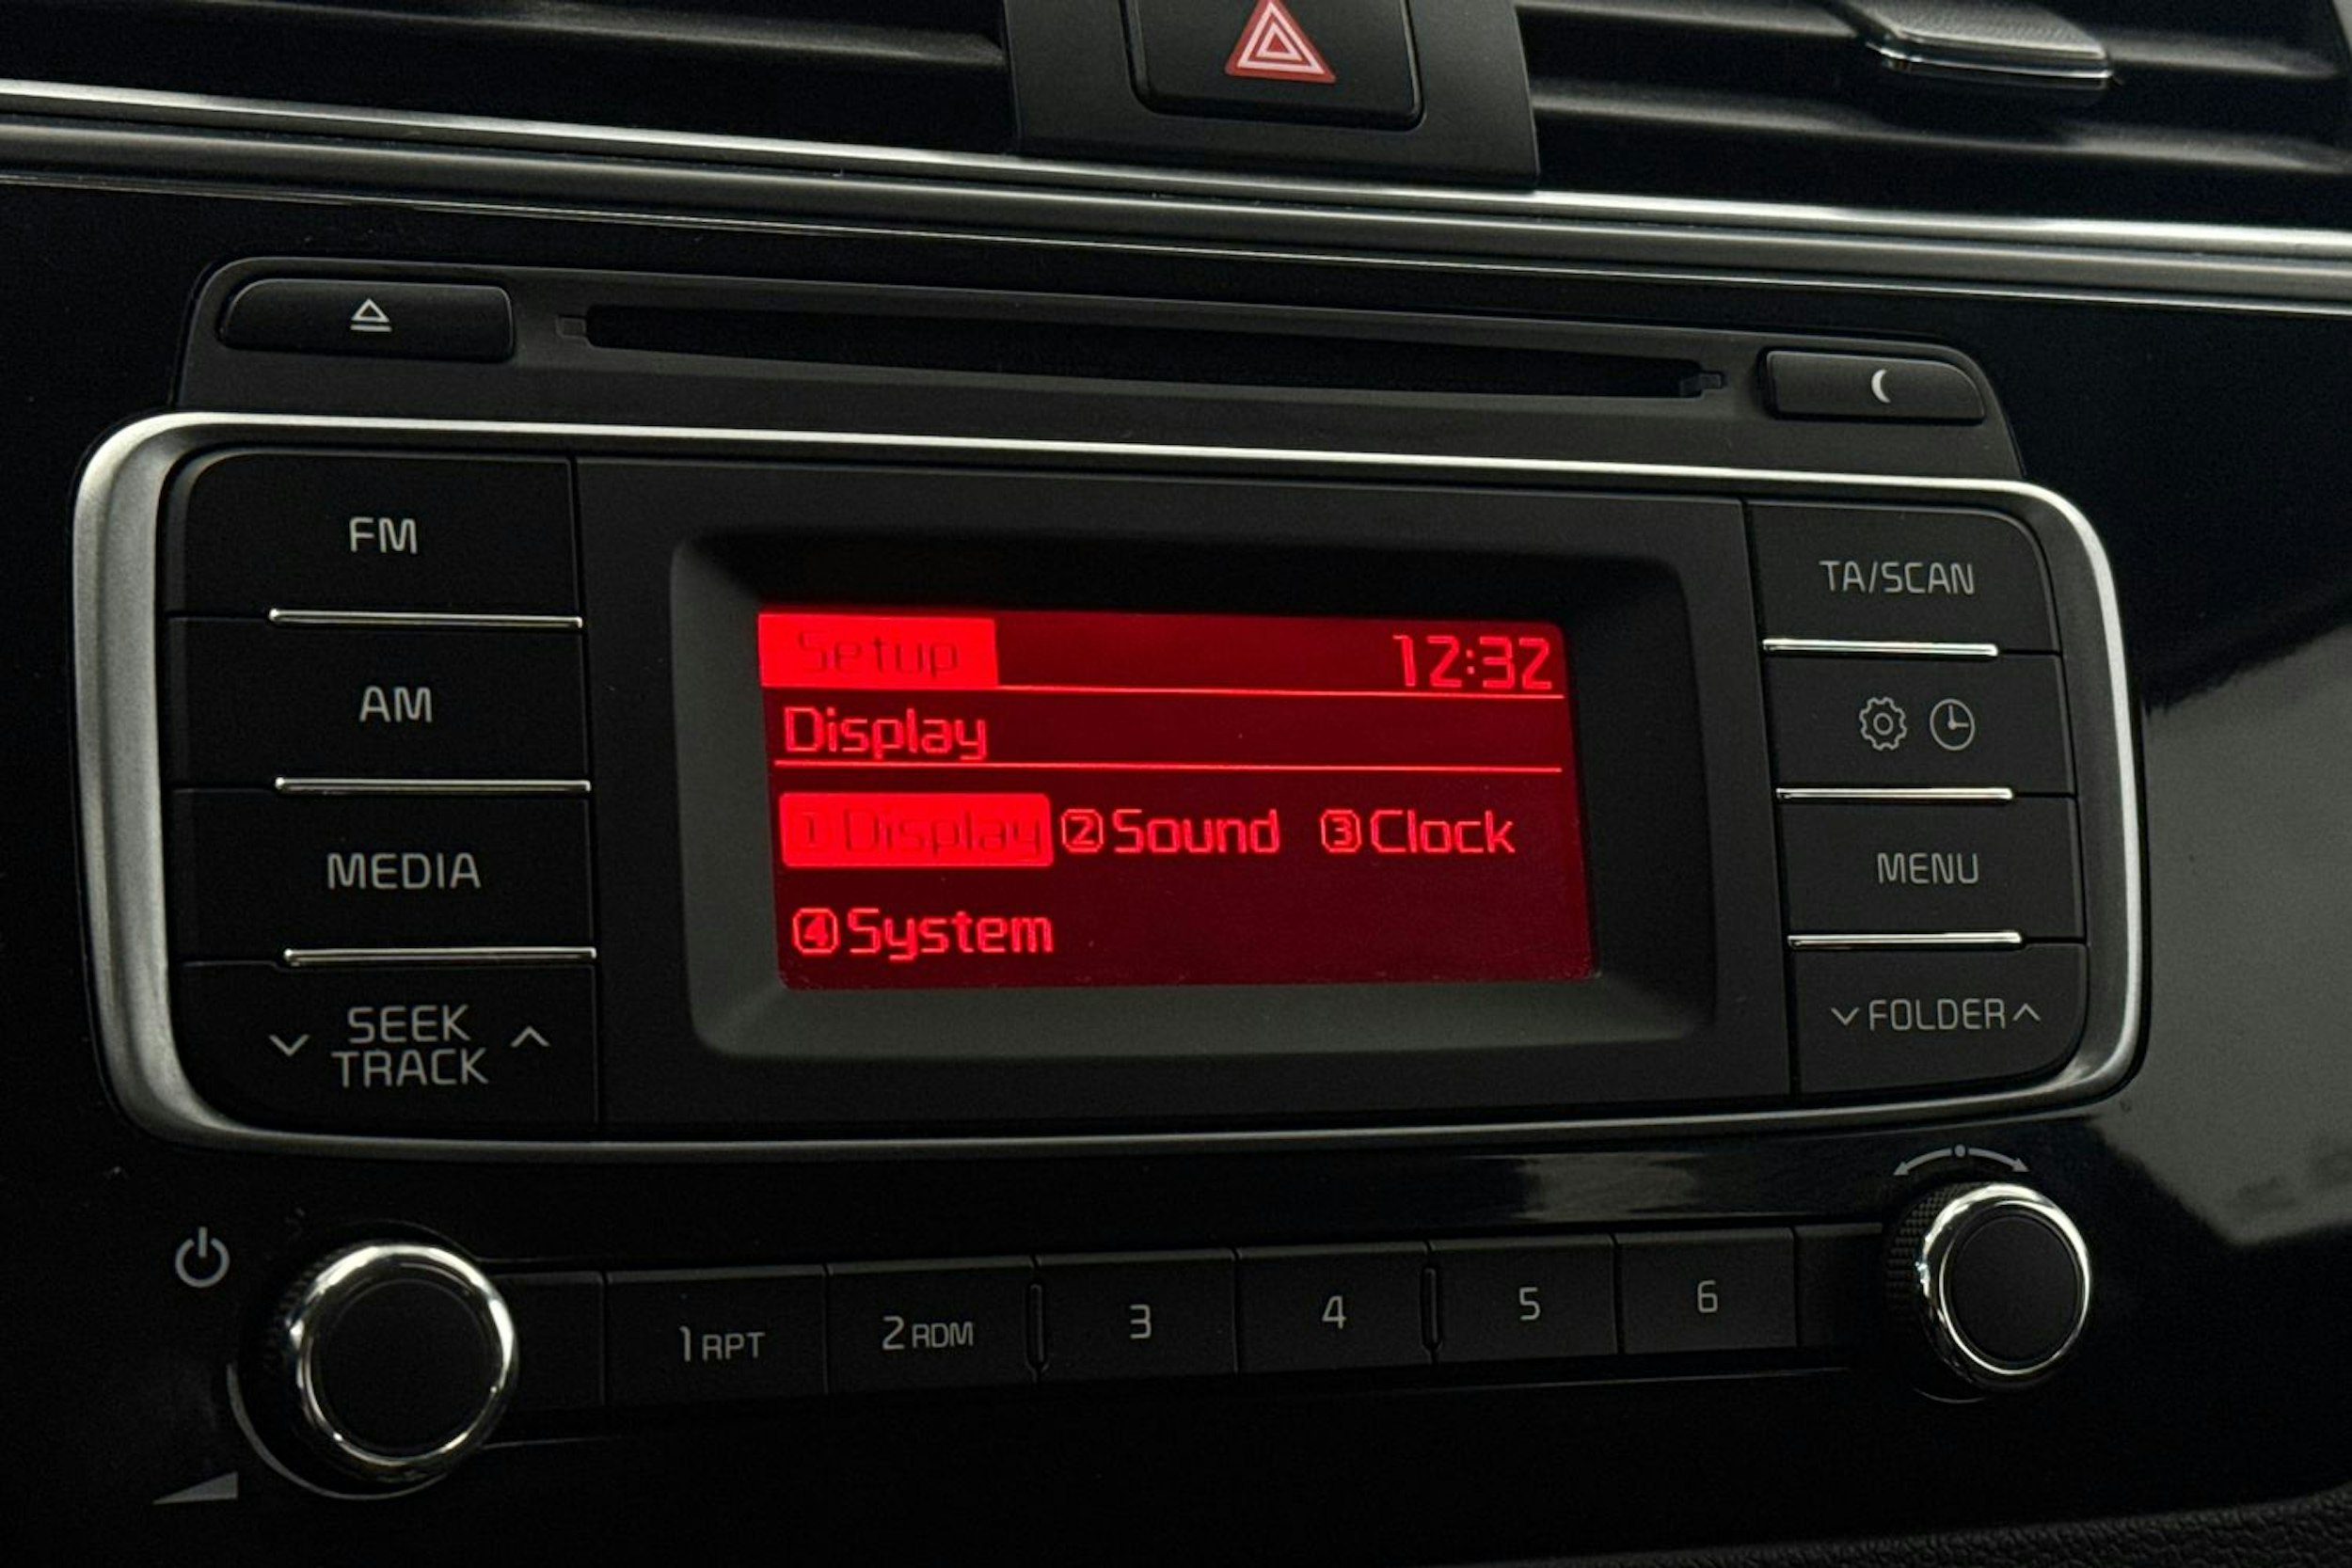 FM
AM
MEDIA
SEEK
TRACK
Setup 12:32
Display
1 Display 2 Sound 3 Clock
4 System
TA/SCAN
MENU
FOLDER
1 RPT 2 RDM 3 4 5 6